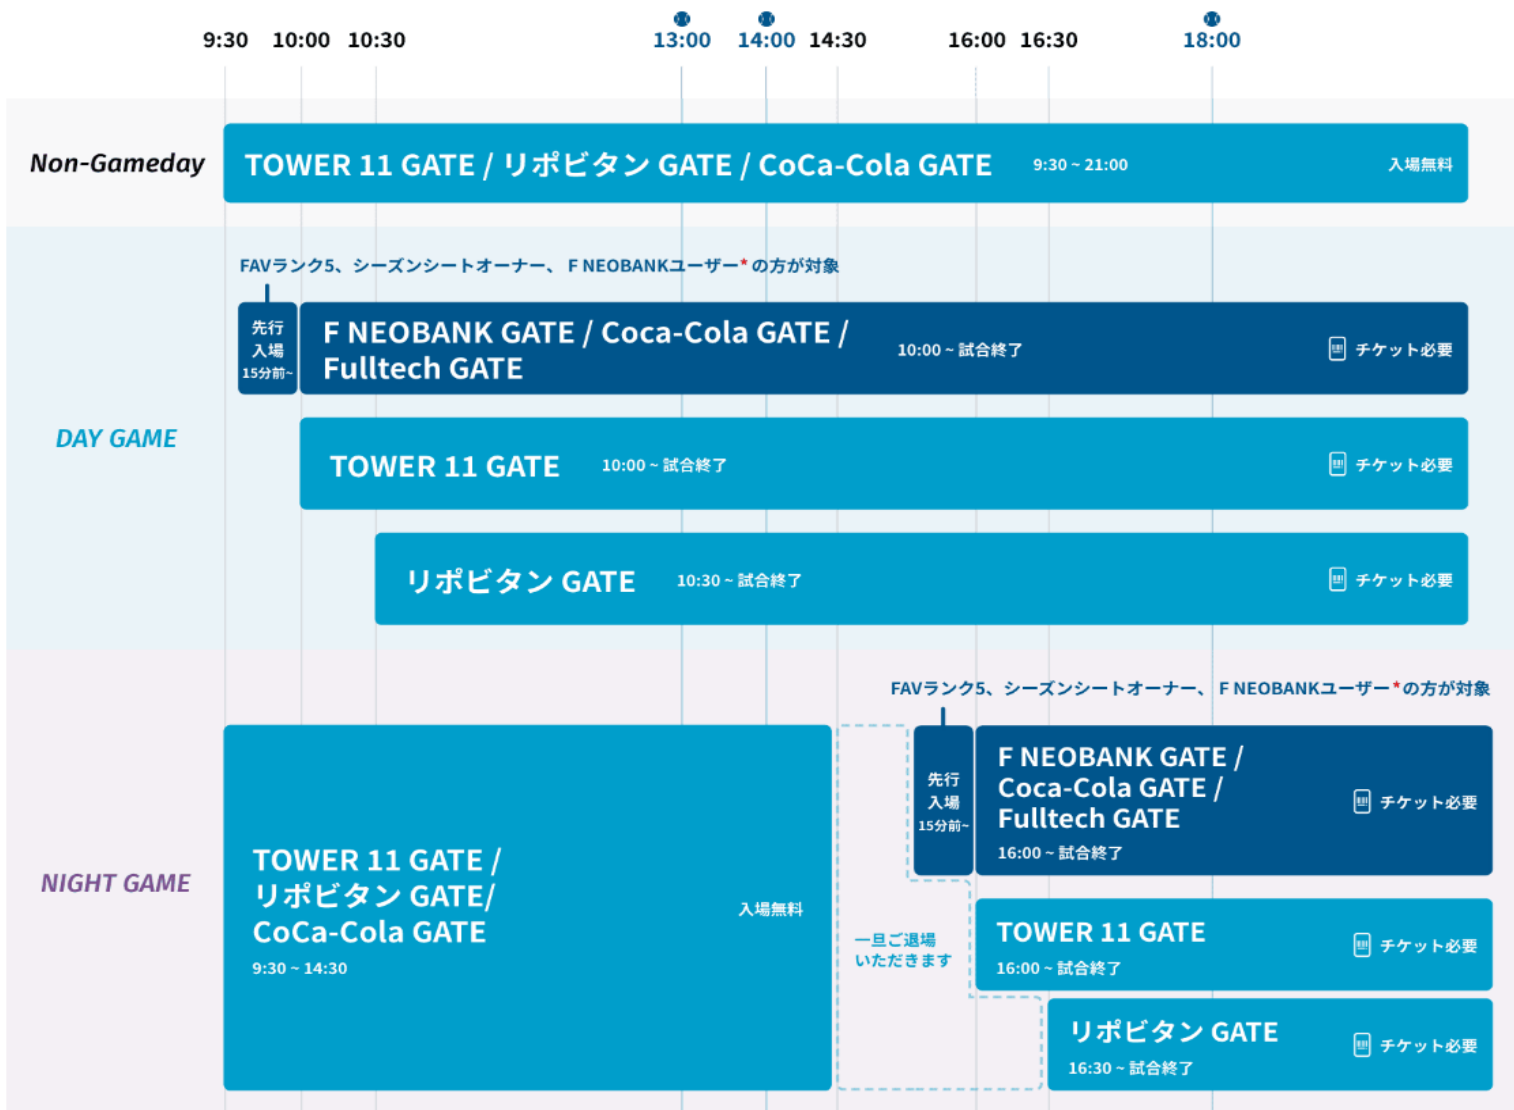 9:30 10:00 10:30 13:00 14:00 14:30 16:00 16:30 18:00
Non-Gameday
TOWER 11 GATE / リポビタン GATE / CoCa-Cola GATE 9:30 ~ 21:00 入場無料
DAY GAME
FAVランク5、シーズンシートオーナー、 F NEOBANKユーザー* の方が対象
先行
入場
15分前~
F NEOBANK GATE / Coca-Cola GATE /
Fulltech GATE
10:00 ~ 試合終了
チケット必要
TOWER 11 GATE 10:00 ~ 試合終了 チケット必要
リポビタン GATE 10:30 ~ 試合終了 チケット必要
NIGHT GAME
TOWER 11 GATE /
リポビタン GATE/
CoCa-Cola GATE
9:30 ~ 14:30
入場無料
一旦ご退場
いただきます
FAVランク5、シーズンシートオーナー、 F NEOBANKユーザー*の方が対象
先行
入場
15分前~
F NEOBANK GATE /
Coca-Cola GATE /
Fulltech GATE
16:00 ~ 試合終了
チケット必要
TOWER 11 GATE
16:00 ~ 試合終了
チケット必要
リポビタン GATE
16:30 ~ 試合終了
チケット必要